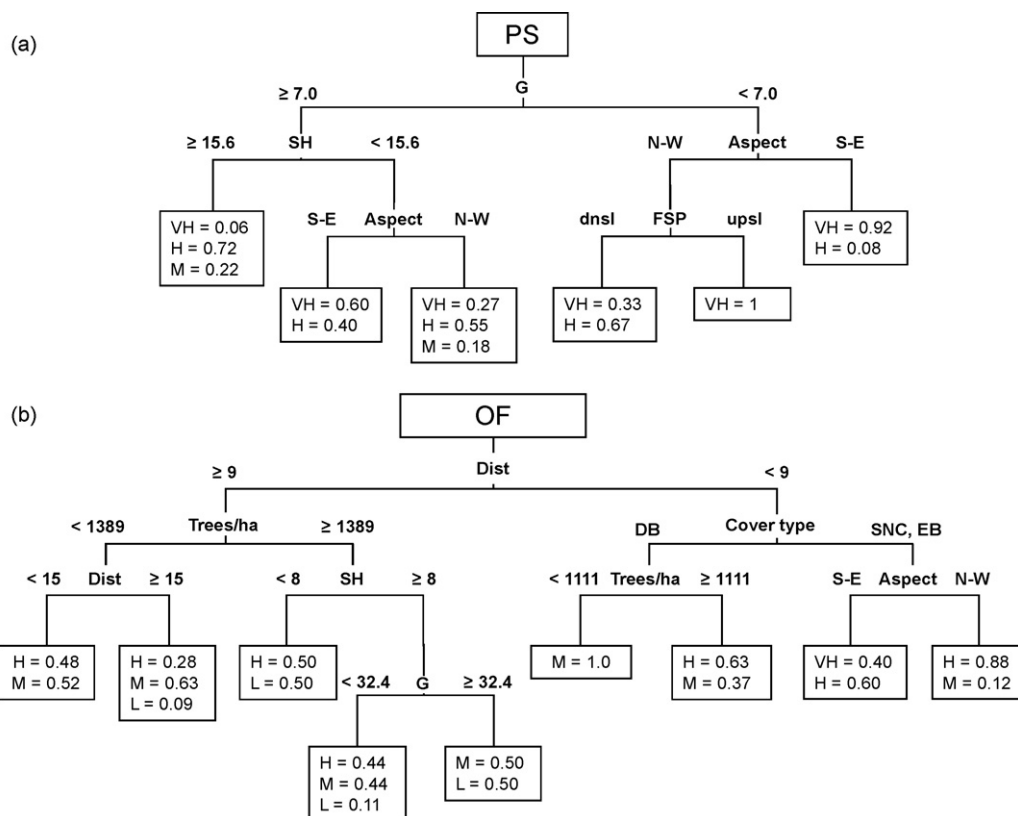 (a)
PS
G
≥ 7.0 < 7.0
≥ 15.6 SH < 15.6
N-W Aspect S-E
VH = 0.06
H = 0.72
M = 0.22
S-E Aspect N-W
VH = 0.60
H = 0.40
VH = 0.27
H = 0.55
M = 0.18
dnsl FSP upsl
VH = 0.33
H = 0.67
VH = 1
VH = 0.92
H = 0.08
(b)
OF
Dist
≥ 9 < 9
< 1389 Trees/ha ≥ 1389
DB Cover type SNC, EB
< 15 Dist ≥ 15
< 8 SH ≥ 8
< 1111 Trees/ha ≥ 1111
S-E Aspect N-W
H = 0.48
M = 0.52
H = 0.28
M = 0.63
L = 0.09
H = 0.50
L = 0.50
< 32.4 G ≥ 32.4
H = 0.44
M = 0.44
L = 0.11
M = 0.50
L = 0.50
M = 1.0
H = 0.63
M = 0.37
VH = 0.40
H = 0.60
H = 0.88
M = 0.12